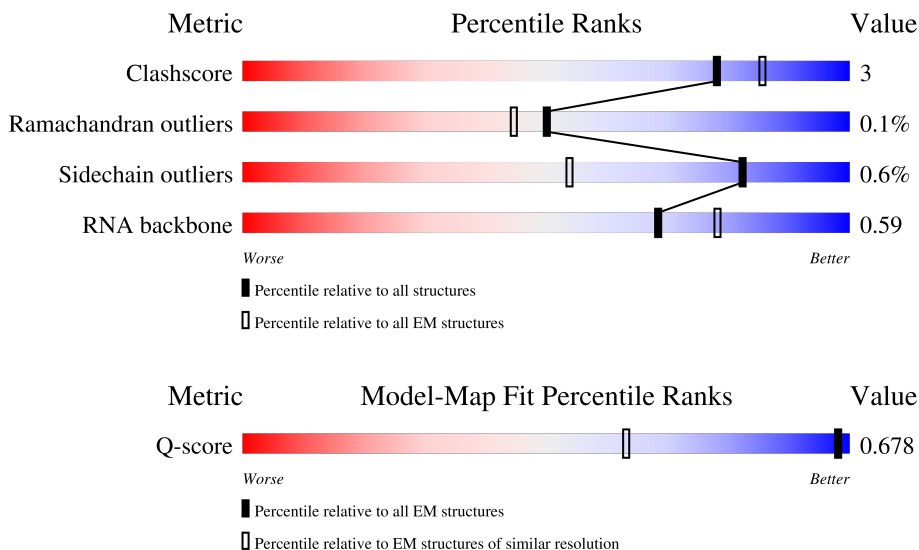 Metric Percentile Ranks Value
Clashscore 3
Ramachandran outliers 0.1%
Sidechain outliers 0.6%
RNA backbone 0.59
Worse Better
Percentile relative to all structures
Percentile relative to all EM structures
Metric Model-Map Fit Percentile Ranks Value
Q-score 0.678
Worse Better
Percentile relative to all EM structures
Percentile relative to EM structures of similar resolution